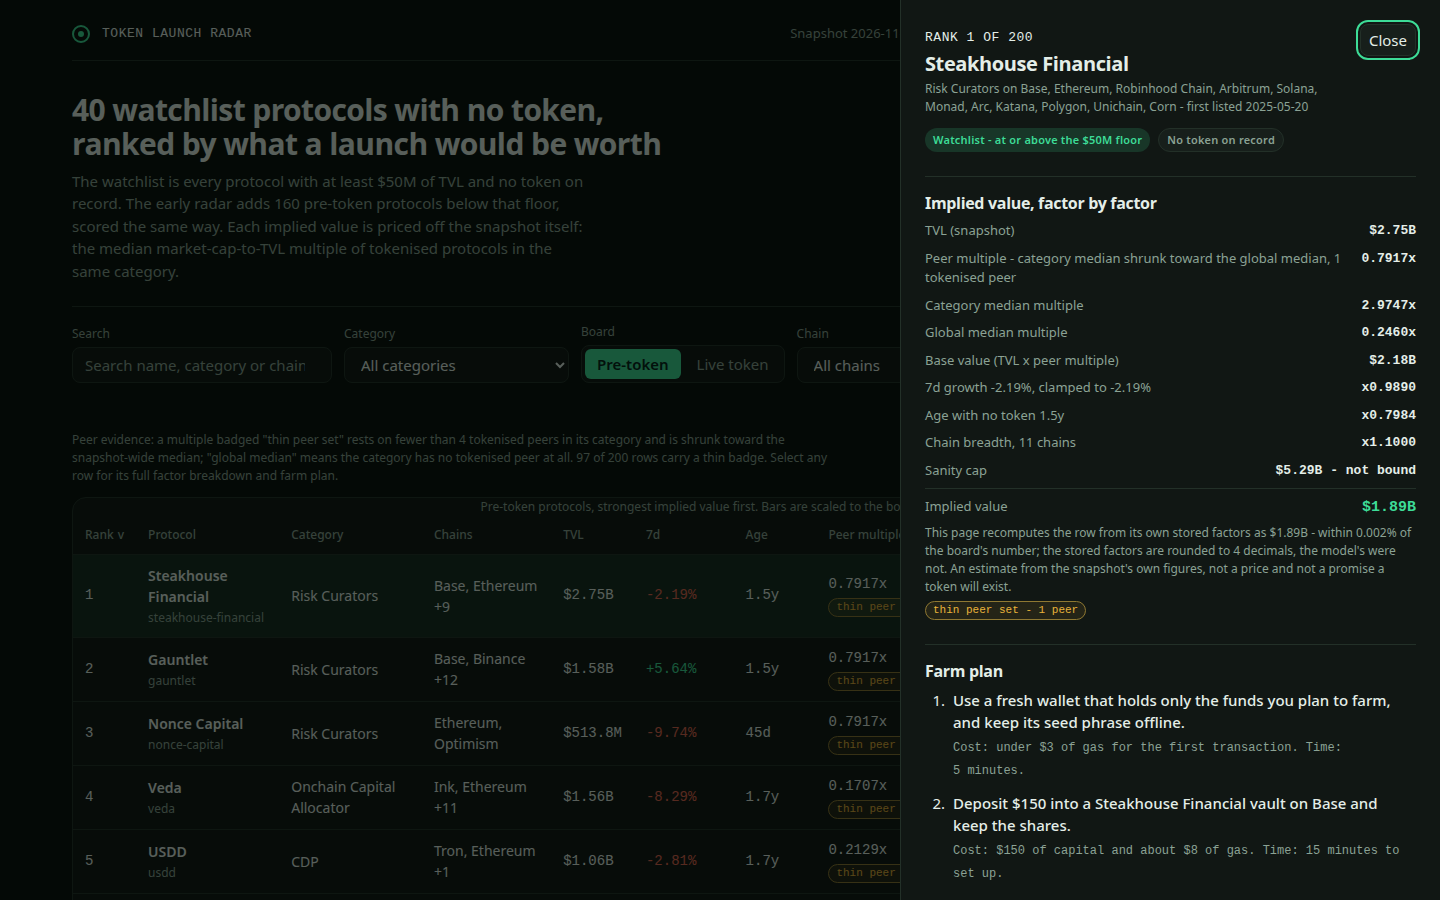 TOKEN LAUNCH RADAR
Snapshot 2026-11
40 watchlist protocols with no token,
ranked by what a launch would be worth
The watchlist is every protocol with at least $50M of TVL and no token on
record. The early radar adds 160 pre-token protocols below that floor,
scored the same way. Each implied value is priced off the snapshot itself:
the median market-cap-to-TVL multiple of tokenised protocols in the
same category.
Search
Category
Board
Chain
Search name, category or chain
All categories
Pre-token
Live token
All chains
Peer evidence: a multiple badged "thin peer set" rests on fewer than 4 tokenised peers in its category and is shrunk toward the
snapshot-wide median; "global median" means the category has no tokenised peer at all. 97 of 200 rows carry a thin badge. Select any
row for its full factor breakdown and farm plan.
Pre-token protocols, strongest implied value first. Bars are scaled to the bo
Rank v Protocol Category Chains TVL 7d Age Peer multiple
1 Steakhouse Financial steakhouse-financial Risk Curators Base, Ethereum +9 $2.75B -2.19% 1.5y 0.7917x thin peer
2 Gauntlet gauntlet Risk Curators Base, Binance +12 $1.58B +5.64% 1.5y 0.7917x thin peer
3 Nonce Capital nonce-capital Risk Curators Ethereum, Optimism $513.8M -9.74% 45d 0.7917x thin peer
4 Veda veda Onchain Capital Allocator Ink, Ethereum +11 $1.56B -8.29% 1.7y 0.1707x thin peer
5 USDD usdd CDP Tron, Ethereum +1 $1.06B -2.81% 1.7y 0.2129x thin peer
RANK 1 OF 200
Close
Steakhouse Financial
Risk Curators on Base, Ethereum, Robinhood Chain, Arbitrum, Solana,
Monad, Arc, Katana, Polygon, Unichain, Corn - first listed 2025-05-20
Watchlist - at or above the $50M floor
No token on record
Implied value, factor by factor
TVL (snapshot) $2.75B
Peer multiple - category median shrunk toward the global median, 1 0.7917x
tokenised peer
Category median multiple 2.9747x
Global median multiple 0.2460x
Base value (TVL x peer multiple) $2.18B
7d growth -2.19%, clamped to -2.19% x0.9890
Age with no token 1.5y x0.7984
Chain breadth, 11 chains x1.1000
Sanity cap $5.29B - not bound
Implied value $1.89B
This page recomputes the row from its own stored factors as $1.89B - within 0.002% of
the board's number; the stored factors are rounded to 4 decimals, the model's were
not. An estimate from the snapshot's own figures, not a price and not a promise a
token will exist.
thin peer set - 1 peer
Farm plan
1. Use a fresh wallet that holds only the funds you plan to farm,
and keep its seed phrase offline.
Cost: under $3 of gas for the first transaction. Time:
5 minutes.
2. Deposit $150 into a Steakhouse Financial vault on Base and
keep the shares.
Cost: $150 of capital and about $8 of gas. Time: 15 minutes to
set up.